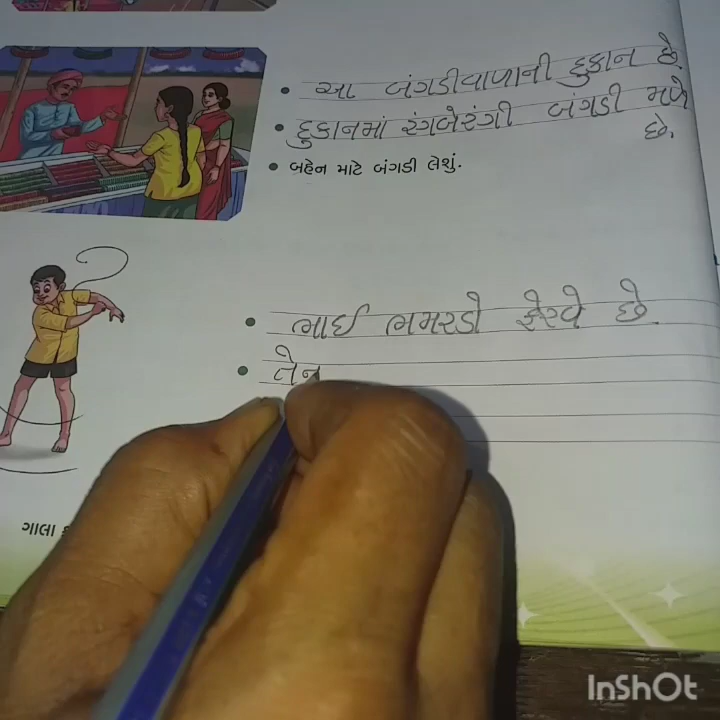 આ બંગડીવાળાની દુકાન છે.
દુકાનમાં રંગબેરંગી બંગડી મળે
છે.
બહેન માટે બંગડી લેશું.
ભાઈ ભમરડો ફેરવે છે.
તેન
ગાલા
InShOt